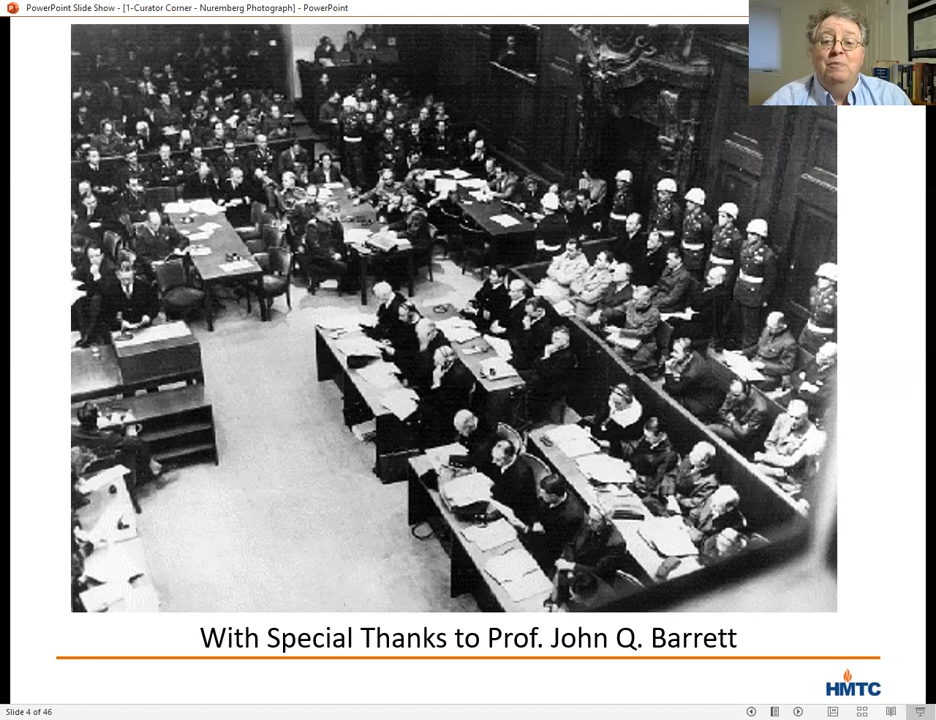 PowerPoint Slide Show - [1-Curator Corner - Nuremberg Photograph] - PowerPoint
With Special Thanks to Prof. John Q. Barrett
HMTC
Slide 4 of 46